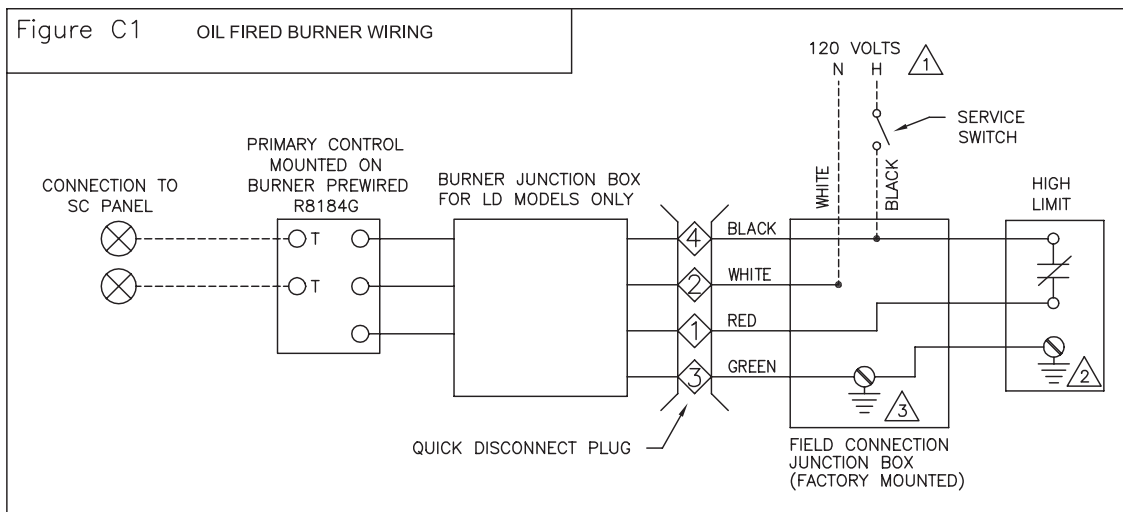 Figure C1
OIL FIRED BURNER WIRING
120 VOLTS
N
H
1
SERVICE
SWITCH
WHITE
BLACK
PRIMARY CONTROL
MOUNTED ON
BURNER PREWIRED
R8184G
CONNECTION TO
SC PANEL
BURNER JUNCTION BOX
FOR LD MODELS ONLY
HIGH
LIMIT
T
T
4
BLACK
2
WHITE
1
RED
3
GREEN
2
3
QUICK DISCONNECT PLUG
FIELD CONNECTION
JUNCTION BOX
(FACTORY MOUNTED)